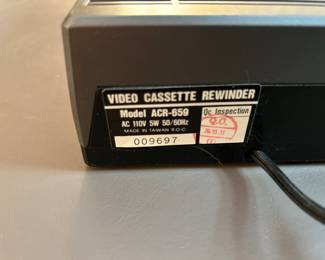 VIDEO CASSETTE REWINDER
Model ACR-659
AC 110V 5W 50/60Hz
MADE IN TAIWAN R.O.C
009697
Qc. Inspection